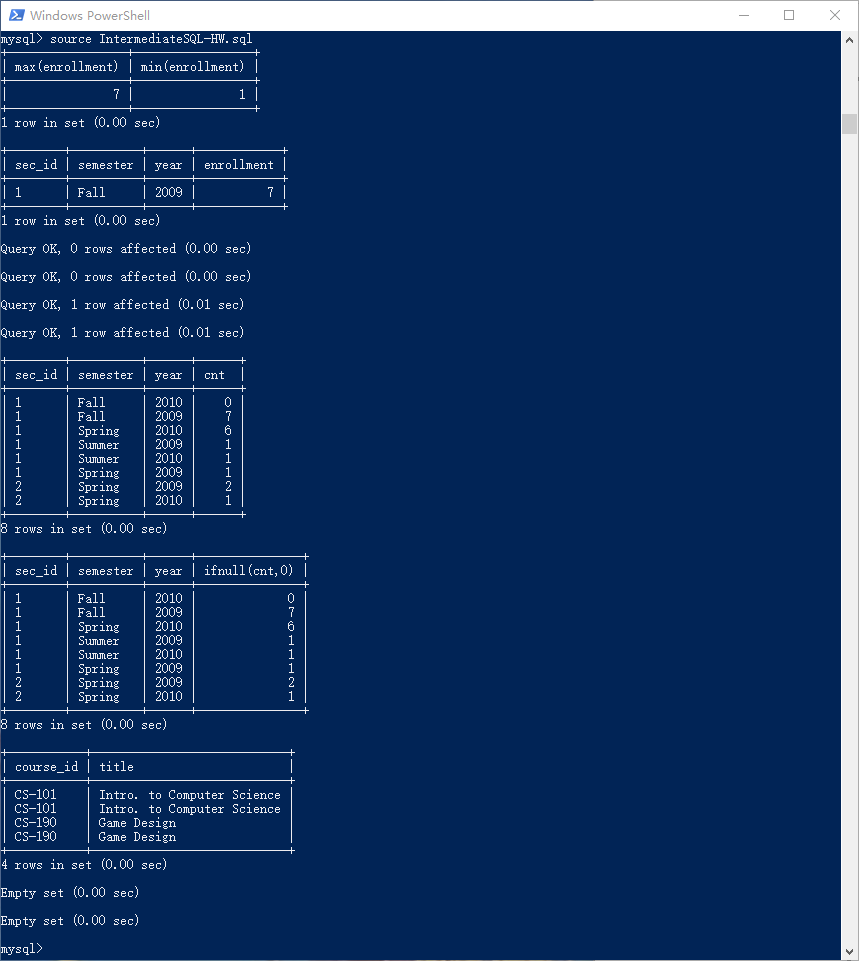 Windows PowerShell
mysql> source IntermediateSQL-HW.sql
+----------------+-----------------+
| max(enrollment) | min(enrollment) |
+----------------+-----------------+
| 7 | 1 |
+----------------+-----------------+
1 row in set (0.00 sec)
+--------+----------+------+------------+
| sec_id | semester | year | enrollment |
+--------+----------+------+------------+
| 1 | Fall | 2009 | 7 |
+--------+----------+------+------------+
1 row in set (0.00 sec)
Query OK, 0 rows affected (0.00 sec)
Query OK, 0 rows affected (0.00 sec)
Query OK, 1 row affected (0.01 sec)
Query OK, 1 row affected (0.01 sec)
+--------+----------+------+------+
| sec_id | semester | year | cnt |
+--------+----------+------+------+
| 1 | Fall | 2010 | 0 |
| 1 | Fall | 2009 | 7 |
| 1 | Spring | 2010 | 6 |
| 1 | Summer | 2009 | 1 |
| 1 | Summer | 2010 | 1 |
| 1 | Spring | 2009 | 1 |
| 2 | Spring | 2009 | 2 |
| 2 | Spring | 2010 | 1 |
+--------+----------+------+------+
8 rows in set (0.00 sec)
+--------+----------+------+---------------+
| sec_id | semester | year | ifnull(cnt,0) |
+--------+----------+------+---------------+
| 1 | Fall | 2010 | 0 |
| 1 | Fall | 2009 | 7 |
| 1 | Spring | 2010 | 6 |
| 1 | Summer | 2009 | 1 |
| 1 | Summer | 2010 | 1 |
| 1 | Spring | 2009 | 1 |
| 2 | Spring | 2009 | 2 |
| 2 | Spring | 2010 | 1 |
+--------+----------+------+---------------+
8 rows in set (0.00 sec)
+-----------+----------------------------+
| course_id | title |
+-----------+----------------------------+
| CS-101 | Intro. to Computer Science |
| CS-101 | Intro. to Computer Science |
| CS-190 | Game Design |
| CS-190 | Game Design |
+-----------+----------------------------+
4 rows in set (0.00 sec)
Empty set (0.00 sec)
Empty set (0.00 sec)
mysql>